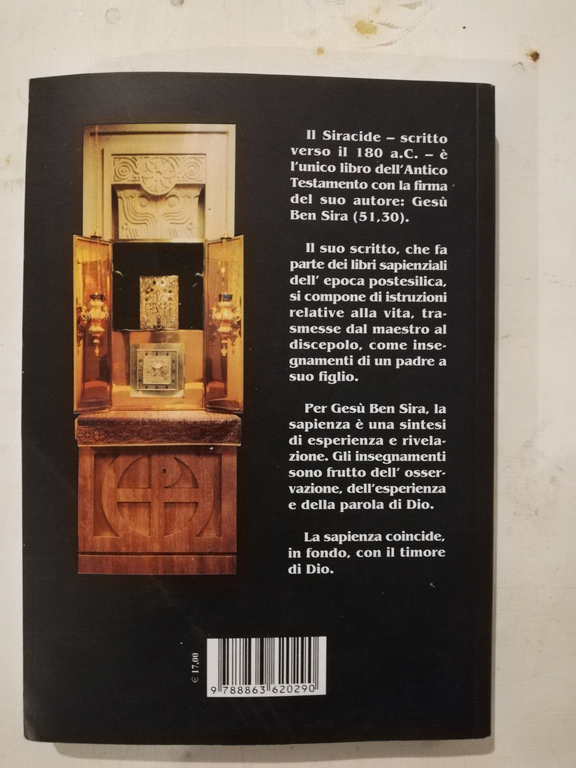 Il Siracide – scritto
verso il 180 a.C. – è
l'unico libro dell'Antico
Testamento con la firma
del suo autore: Gesù
Ben Sira (51,30).
Il suo scritto, che fa
parte dei libri sapienziali
dell' epoca postesilica,
si compone di istruzioni
relative alla vita, tra-
smesse dal maestro al
discepolo, come inse-
gnamenti di un padre a
suo figlio.
Per Gesù Ben Sira, la
sapienza è una sintesi
di esperienza e rivela-
zione. Gli insegnamenti
sono frutto dell' osser-
vazione, dell'esperienza
e della parola di Dio.
La sapienza coincide,
in fondo, con il timore
di Dio.
€ 17,00
9 788863 620290